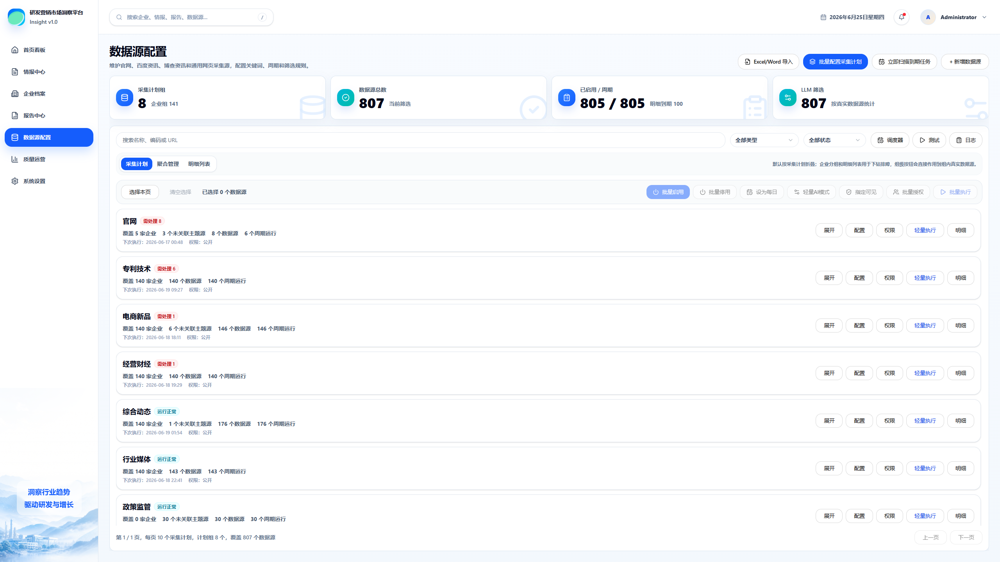 研发营销市场洞察平台
Insight v1.0
搜索企业、情报、报告、数据源...
/
2026年6月25日星期四
A
Administrator
首页看板
情报中心
企业档案
报告中心
数据源配置
质量运营
系统设置
洞察行业趋势
驱动研发与增长
数据源配置
维护官网、百度资讯、博查资讯和通用网页采集源，配置关键词、周期和筛选规则。
Excel/Word 导入
批量配置采集计划
立即扫描到期任务
+ 新增数据源
采集计划组
8 企业组 141
数据源总数
807 当前筛选
已启用 / 周期
805 / 805 明细到期 100
LLM 筛选
807 按真实数据源统计
搜索名称、编码或 URL
全部类型
全部状态
调度器
测试
日志
采集计划 聚合管理 明细列表
默认按采集计划折叠；企业分组和明细列表用于下钻排障，组级按钮会直接作用到组内真实数据源。
选择本页 清空选择 已选择 0 个数据源
批量启用 批量停用 设为每日 轻量AI模式 指定可见 批量授权 批量执行
官网 需处理 8
覆盖 5 家企业 3 个未关联主题源 8 个数据源 6 个周期运行
下次执行：2026-06-17 00:48 权限：公开
展开 配置 权限 轻量执行 明细
专利技术 需处理 6
覆盖 140 家企业 140 个数据源 140 个周期运行
下次执行：2026-06-19 09:27 权限：公开
展开 配置 权限 轻量执行 明细
电商新品 需处理 1
覆盖 140 家企业 6 个未关联主题源 146 个数据源 146 个周期运行
下次执行：2026-06-18 18:11 权限：公开
展开 配置 权限 轻量执行 明细
经营财经 需处理 1
覆盖 140 家企业 140 个数据源 140 个周期运行
下次执行：2026-06-18 19:29 权限：公开
展开 配置 权限 轻量执行 明细
综合动态 运行正常
覆盖 140 家企业 1 个未关联主题源 176 个数据源 176 个周期运行
下次执行：2026-06-19 01:54 权限：公开
展开 配置 权限 轻量执行 明细
行业媒体 运行正常
覆盖 140 家企业 143 个数据源 143 个周期运行
下次执行：2026-06-18 22:41 权限：公开
展开 配置 权限 轻量执行 明细
政策监管 运行正常
覆盖 0 家企业 30 个未关联主题源 30 个数据源 30 个周期运行
展开 配置 权限 轻量执行 明细
第 1 / 1 页，每页 10 个采集计划，计划组 8 个，覆盖 807 个数据源
上一页 下一页